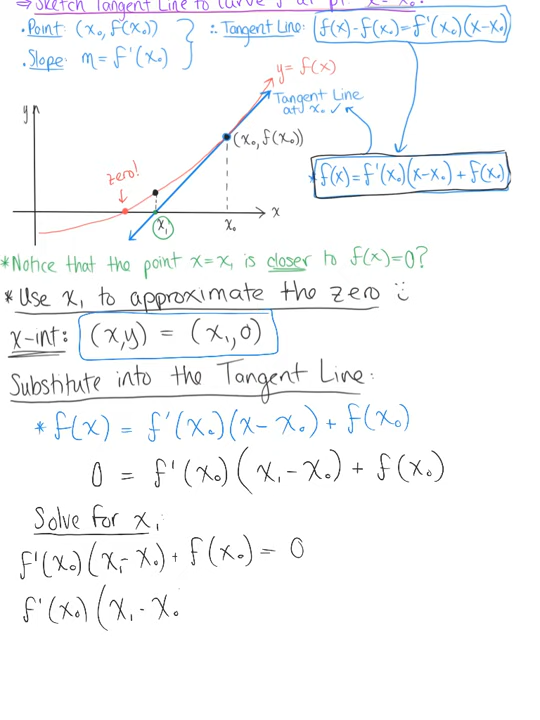 ⇒ Sketch Tangent Line to curve f at pt. x = x₀:
• Point: (x₀, f(x₀))
• Slope: m = f'(x₀)
∴ Tangent Line: f(x) - f(x₀) = f'(x₀)(x-x₀)
y = f(x)
Tangent Line
at x₀ ✓
y
(x₀, f(x₀))
zero!
* f(x) = f'(x₀)(x-x₀) + f(x₀)
x₁
x₀
x
*Notice that the point x = x₁ is closer to f(x) = 0?
*Use x₁ to approximate the zero ü
x-int: (x,y) = (x₁,0)
Substitute into the Tangent Line:
* f(x) = f'(x₀)(x - x₀) + f(x₀)
0 = f'(x₀)(x₁ - x₀) + f(x₀)
Solve for x₁:
f'(x₀)(x₁ - x₀) + f(x₀) = 0
f'(x₀)(x₁ - x₀